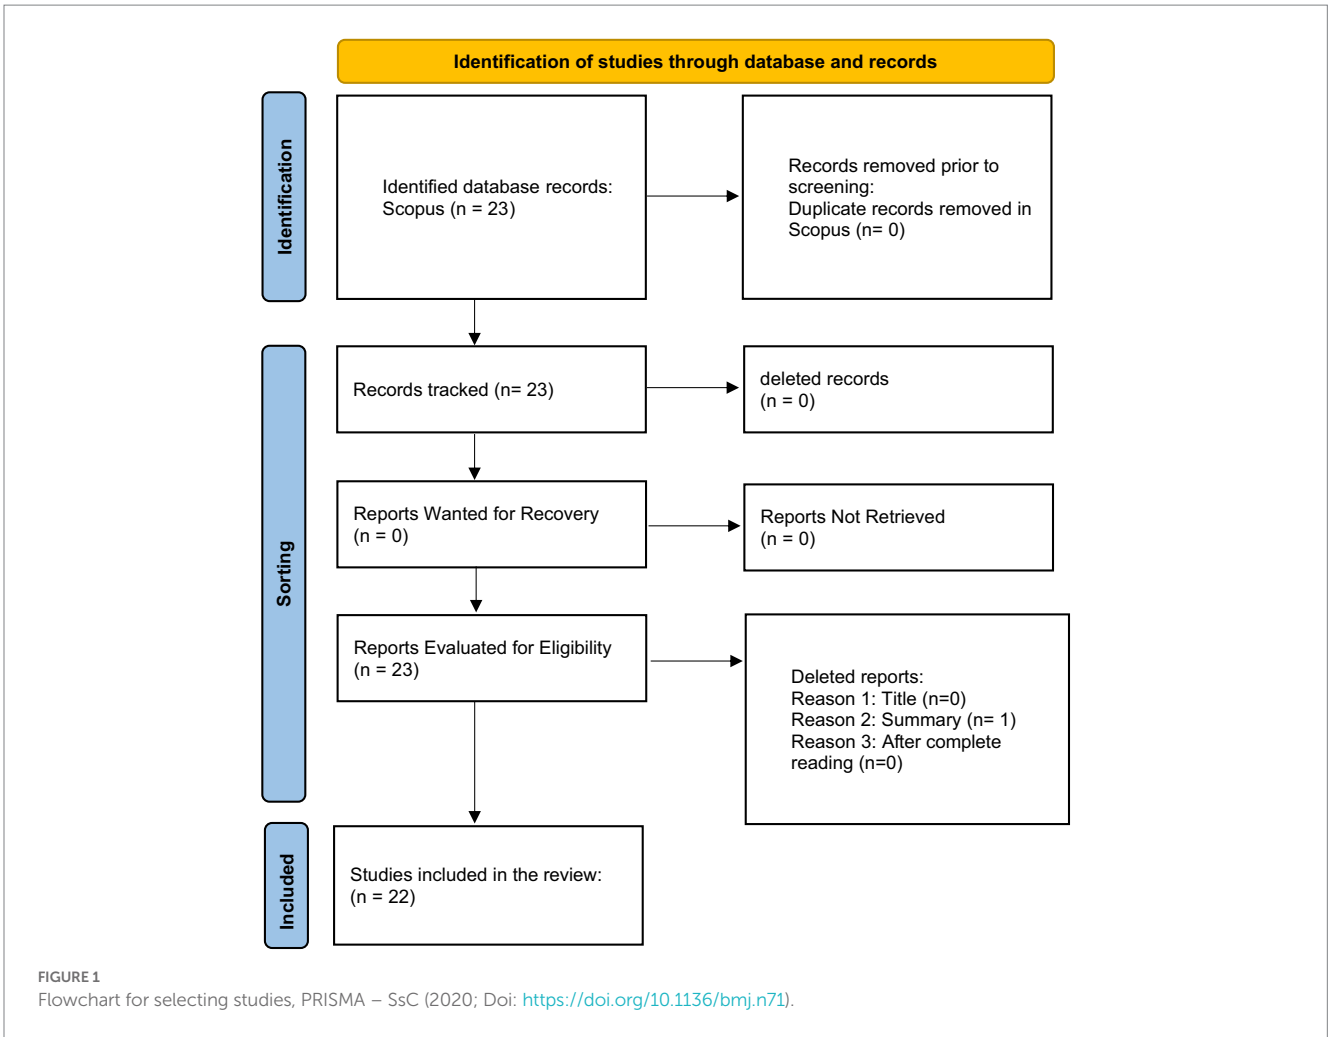 Identification of studies through database and records
Identification
Identified database records:
Scopus (n = 23)
Records removed prior to
screening:
Duplicate records removed in
Scopus (n= 0)
Sorting
Records tracked (n= 23)
deleted records
(n = 0)
Reports Wanted for Recovery
(n = 0)
Reports Not Retrieved
(n = 0)
Reports Evaluated for Eligibility
(n = 23)
Deleted reports:
Reason 1: Title (n=0)
Reason 2: Summary (n= 1)
Reason 3: After complete
reading (n=0)
Included
Studies included in the review:
(n = 22)
FIGURE 1
Flowchart for selecting studies, PRISMA – SsC (2020; Doi: https://doi.org/10.1136/bmj.n71).